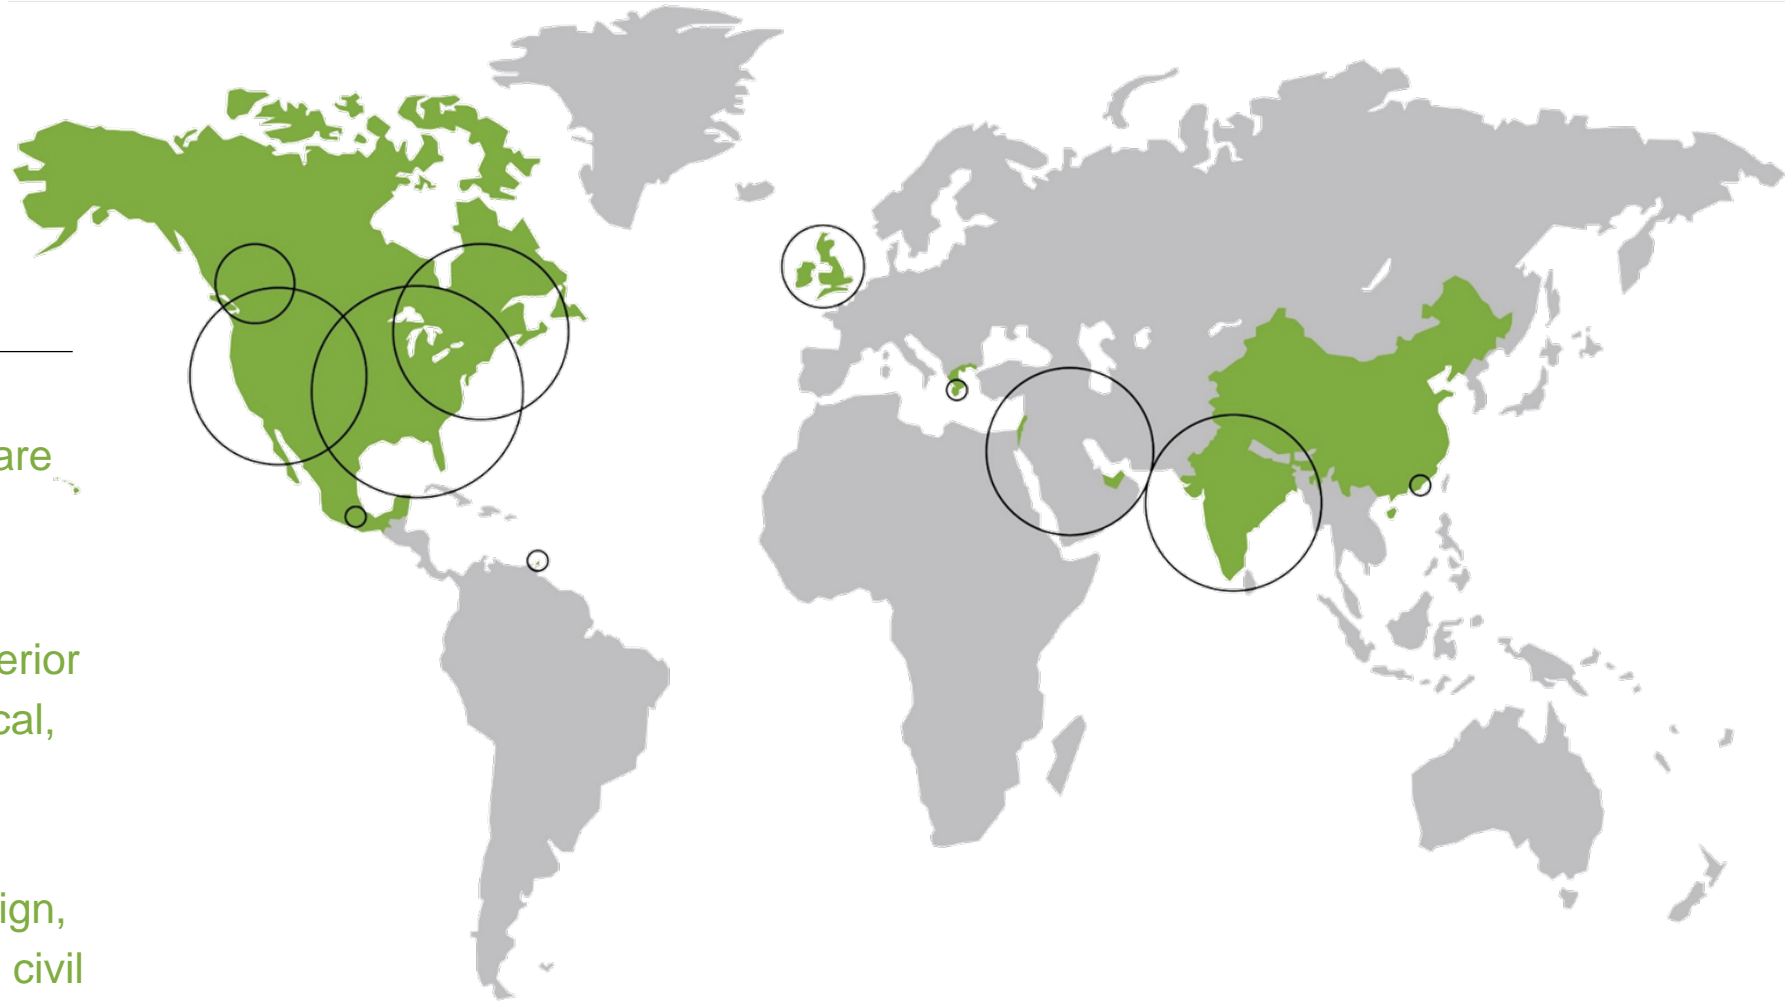 are
erior
cal,
ign,
civil